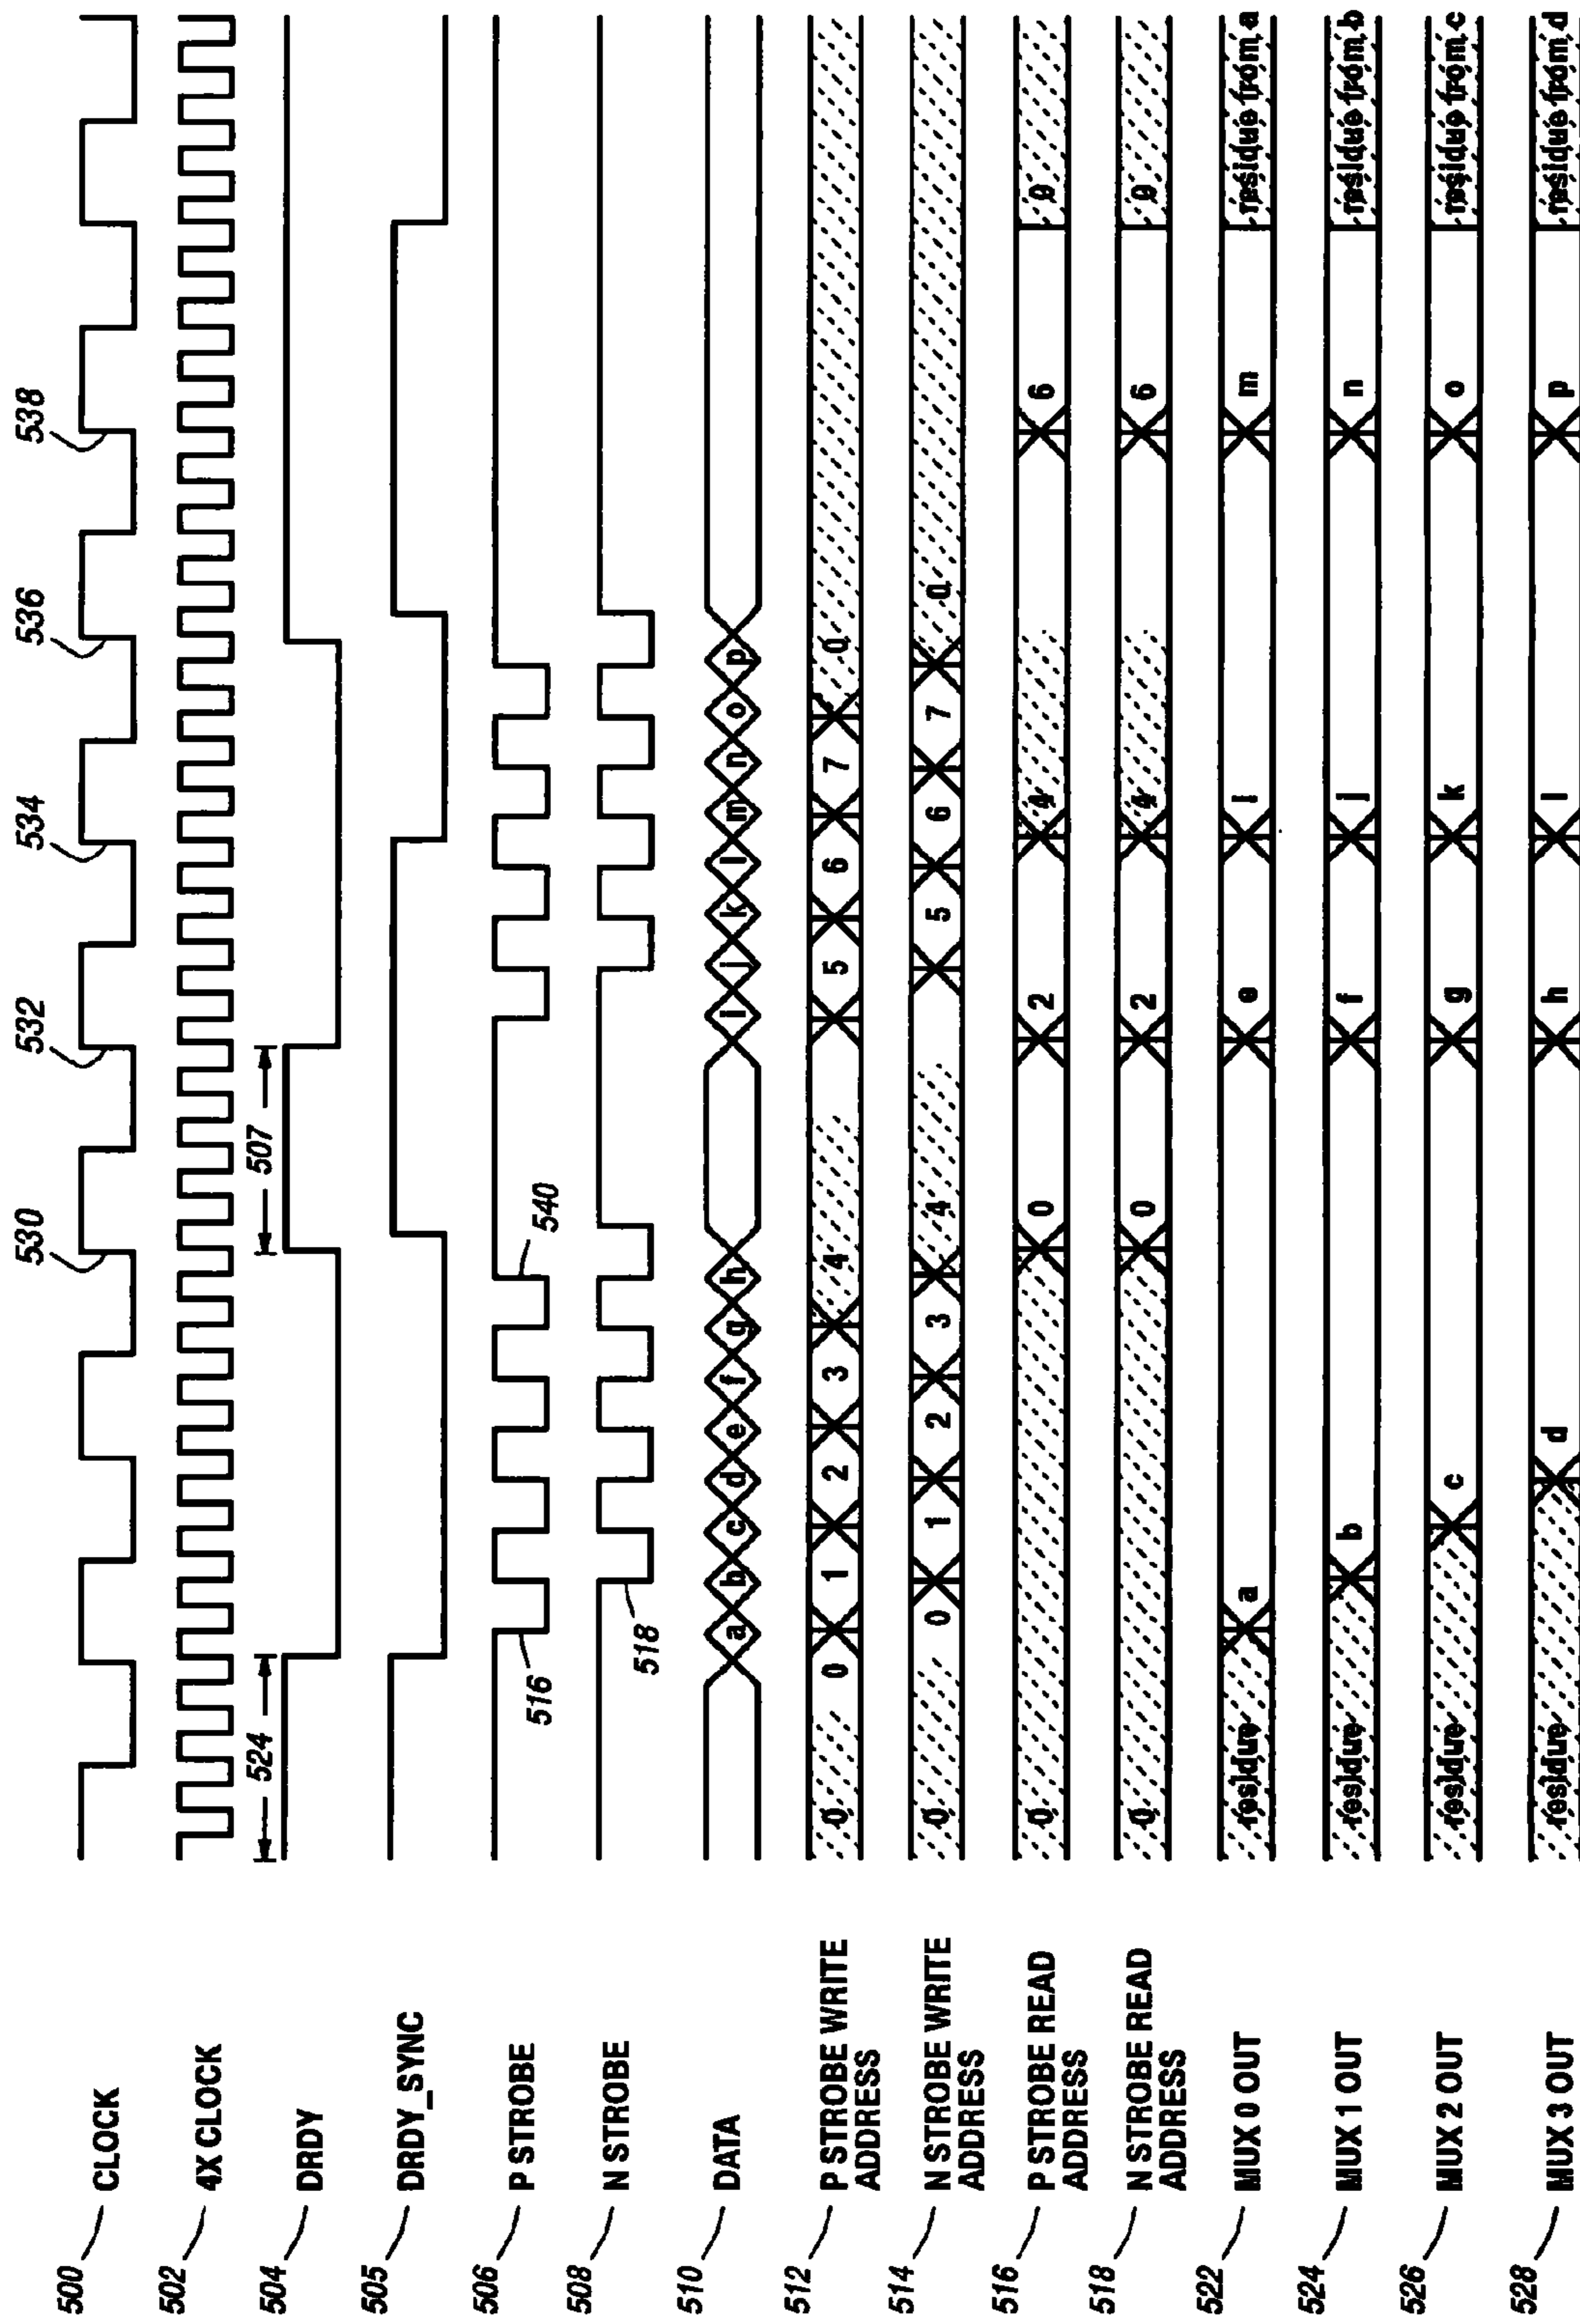 530 532 534 536 538
500 CLOCK
502 4X CLOCK
524 507
504 DRDY
505 DRDY_SYNC
506 P STROBE
516 540
508 N STROBE
518
510 DATA a b c d e f g h i j k l m n o p
512 P STROBE WRITE ADDRESS 0 0 1 2 3 4 5 6 7 0
514 N STROBE WRITE ADDRESS 0 0 1 2 3 4 5 6 7 0
516 P STROBE READ ADDRESS 0 0 2 4 6 0
518 N STROBE READ ADDRESS 0 0 2 4 6 0
522 MUX 0 OUT residue a e i m residue from a
524 MUX 1 OUT residue b f j n residue from b
526 MUX 2 OUT residue c g k o residue from c
528 MUX 3 OUT residue d h l p residue from d